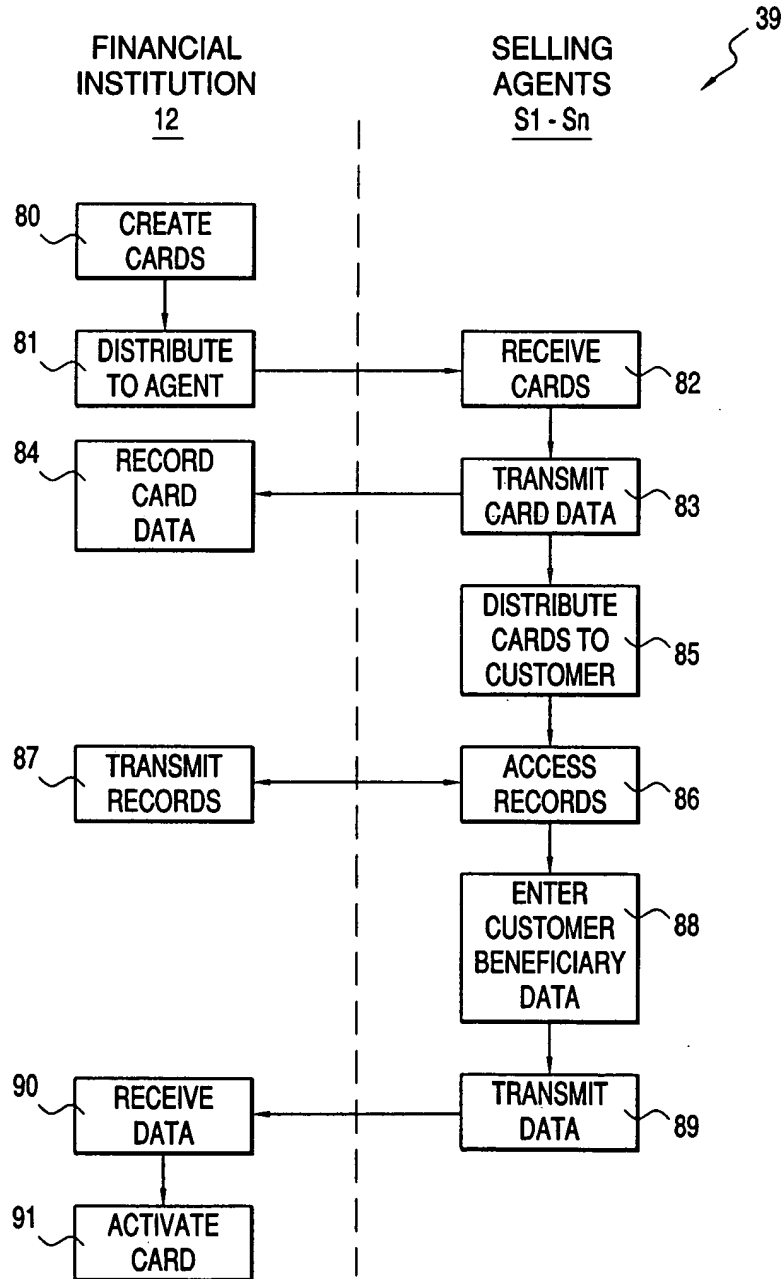 39
FINANCIAL
INSTITUTION
12
SELLING
AGENTS
S1 - Sn
80
CREATE
CARDS
81
DISTRIBUTE
TO AGENT
RECEIVE
CARDS
82
84
RECORD
CARD
DATA
TRANSMIT
CARD DATA
83
DISTRIBUTE
CARDS TO
CUSTOMER
85
87
TRANSMIT
RECORDS
ACCESS
RECORDS
86
ENTER
CUSTOMER
BENEFICIARY
DATA
88
90
RECEIVE
DATA
TRANSMIT
DATA
89
91
ACTIVATE
CARD